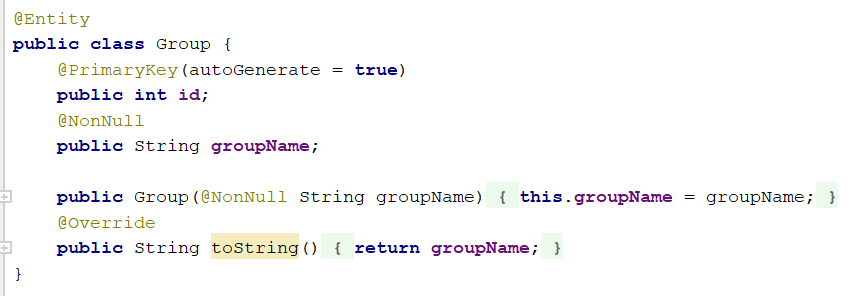 @Entity
public class Group {
@PrimaryKey(autoGenerate = true)
public int id;
@NonNull
public String groupName;
public Group(@NonNull String groupName) { this.groupName = groupName; }
@Override
public String toString() { return groupName; }
}